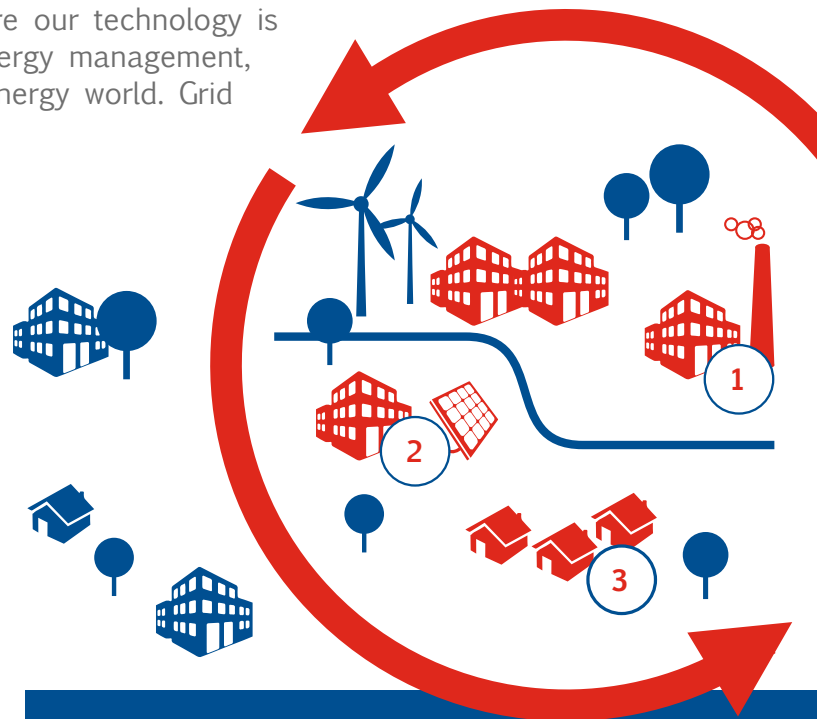 re our technology is
ergy management,
nergy world. Grid
1
2
3